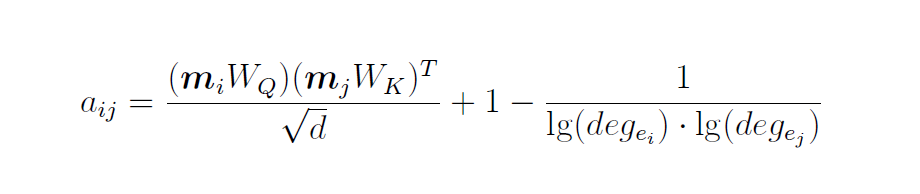 a_{ij} = \frac{(\boldsymbol{m}_i W_Q)(\boldsymbol{m}_j W_K)^T}{\sqrt{d}} + 1 - \frac{1}{\lg(deg_{e_i}) \cdot \lg(deg_{e_j})}